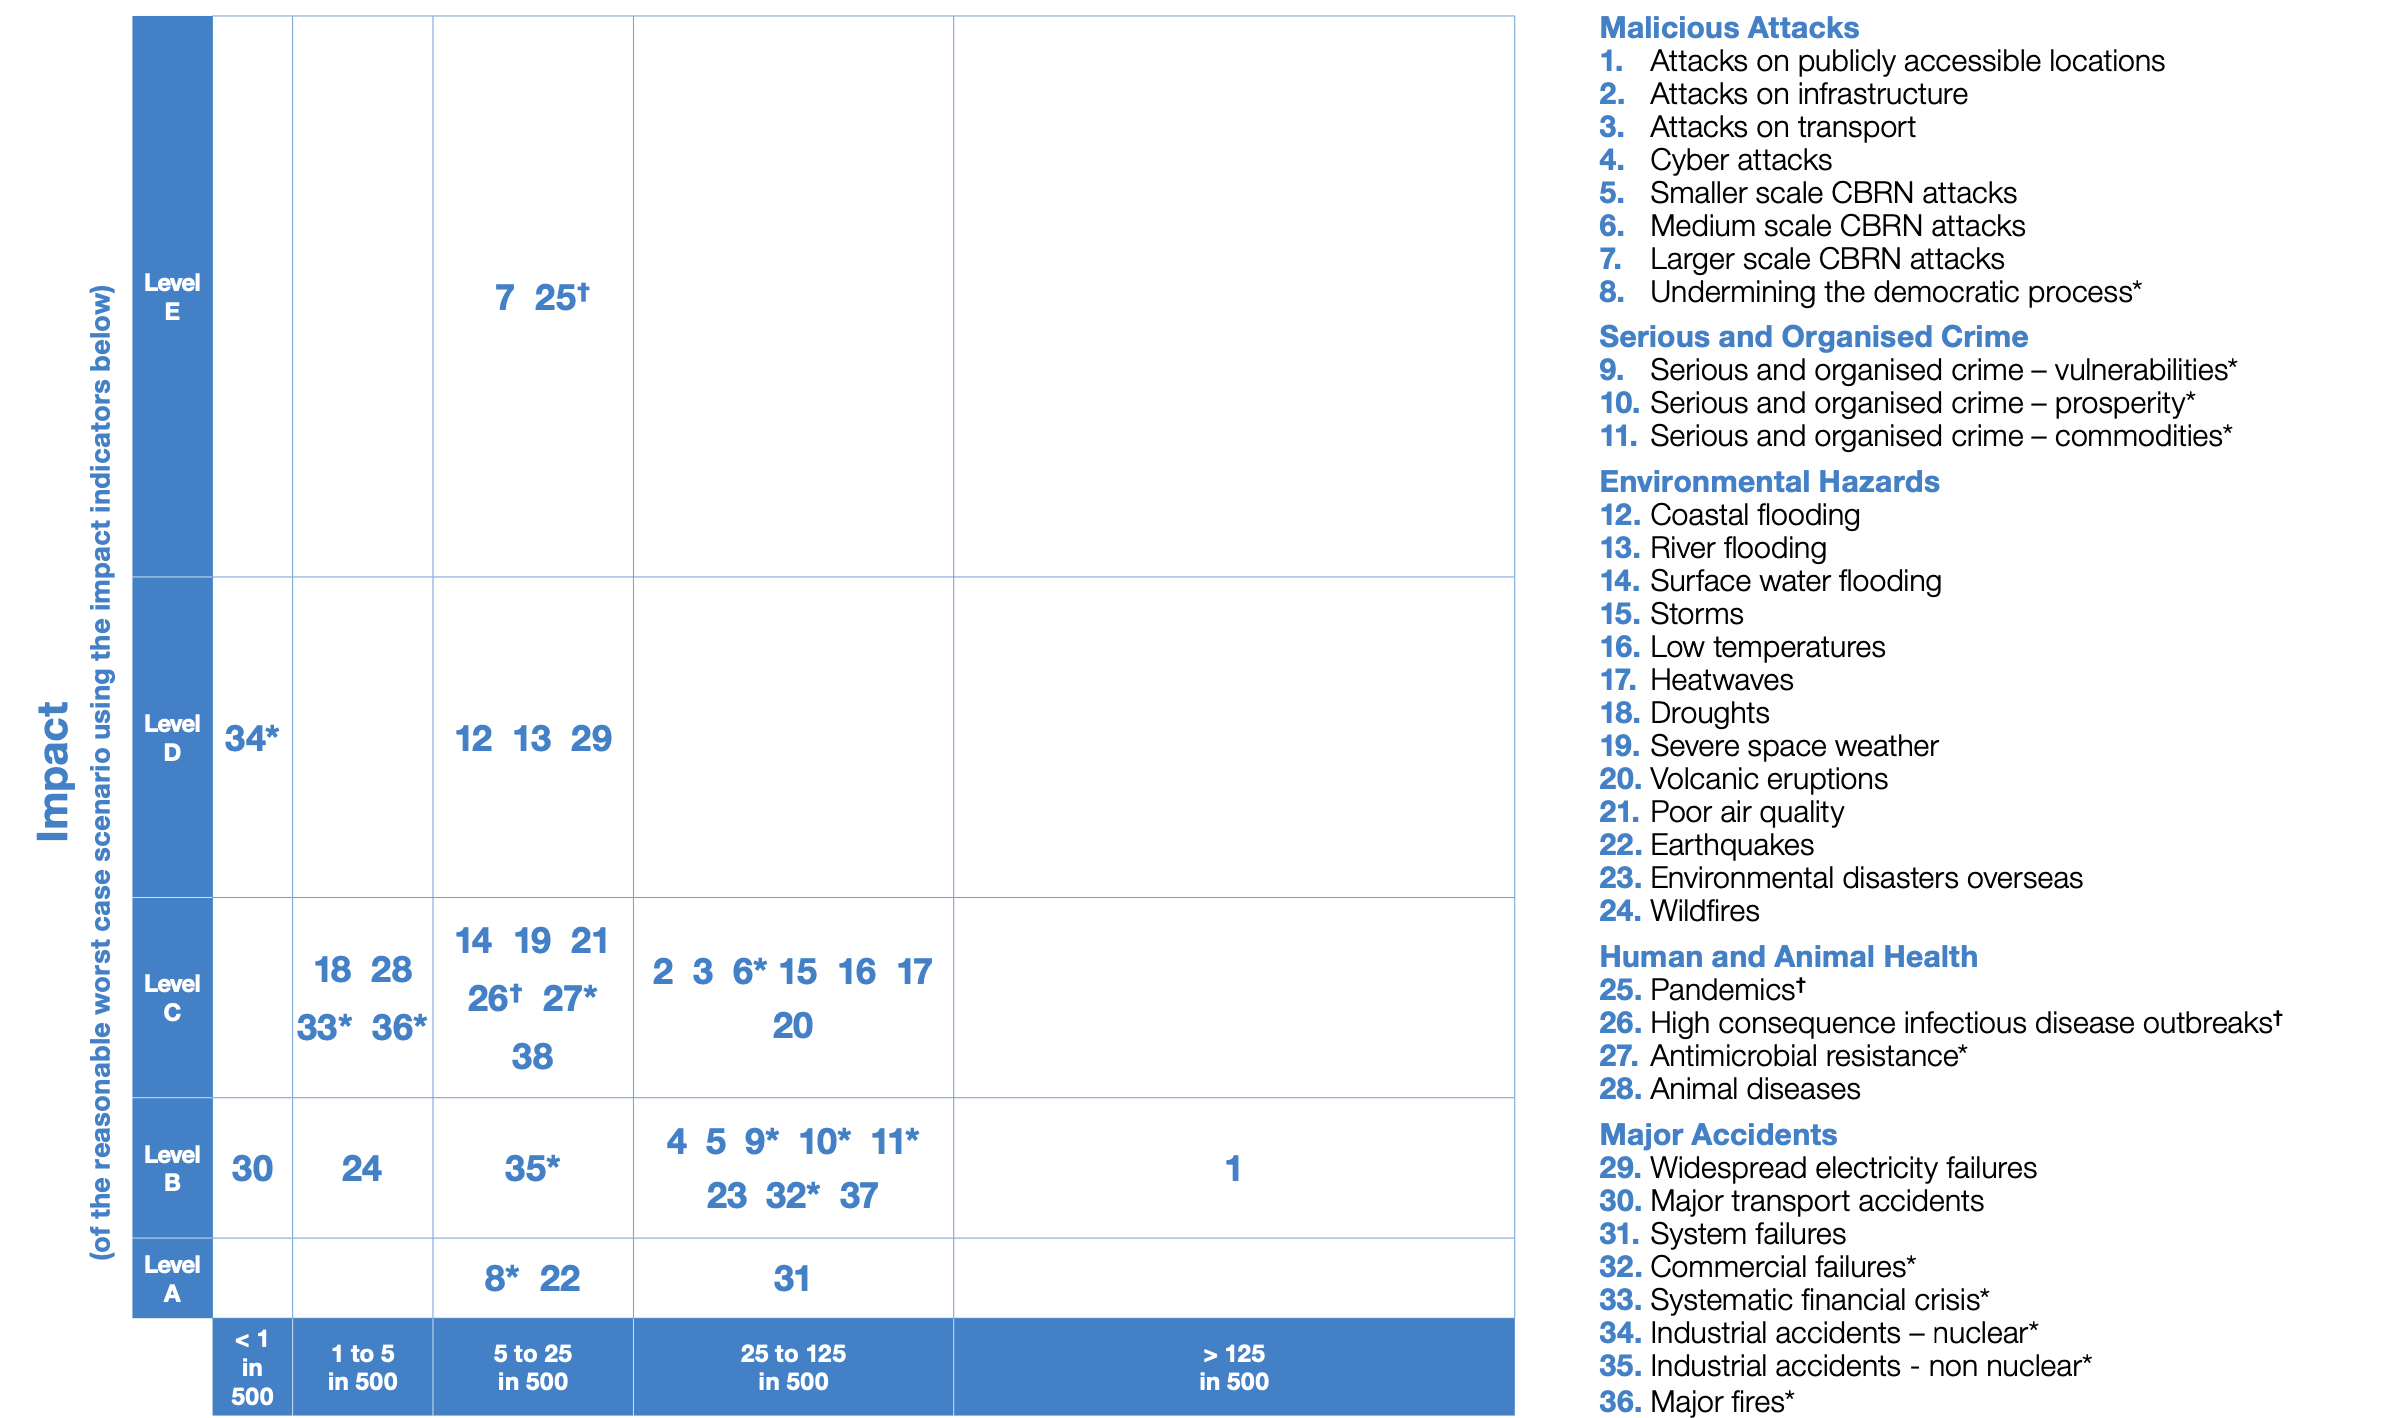 Impact
(of the reasonable worst case scenario using the impact indicators below)
Level
E
7 25†
Level
D
34*
12 13 29
Level
C
18 28
33* 36*
14 19 21
26† 27*
38
2 3 6* 15 16 17
20
Level
B
30
24
35*
4 5 9* 10* 11*
23 32* 37
1
Level
A
8* 22
31
< 1
in
500
1 to 5
in 500
5 to 25
in 500
25 to 125
in 500
> 125
in 500
Malicious Attacks
1. Attacks on publicly accessible locations
2. Attacks on infrastructure
3. Attacks on transport
4. Cyber attacks
5. Smaller scale CBRN attacks
6. Medium scale CBRN attacks
7. Larger scale CBRN attacks
8. Undermining the democratic process*
Serious and Organised Crime
9. Serious and organised crime – vulnerabilities*
10. Serious and organised crime – prosperity*
11. Serious and organised crime – commodities*
Environmental Hazards
12. Coastal flooding
13. River flooding
14. Surface water flooding
15. Storms
16. Low temperatures
17. Heatwaves
18. Droughts
19. Severe space weather
20. Volcanic eruptions
21. Poor air quality
22. Earthquakes
23. Environmental disasters overseas
24. Wildfires
Human and Animal Health
25. Pandemics†
26. High consequence infectious disease outbreaks†
27. Antimicrobial resistance*
28. Animal diseases
Major Accidents
29. Widespread electricity failures
30. Major transport accidents
31. System failures
32. Commercial failures*
33. Systematic financial crisis*
34. Industrial accidents – nuclear*
35. Industrial accidents - non nuclear*
36. Major fires*